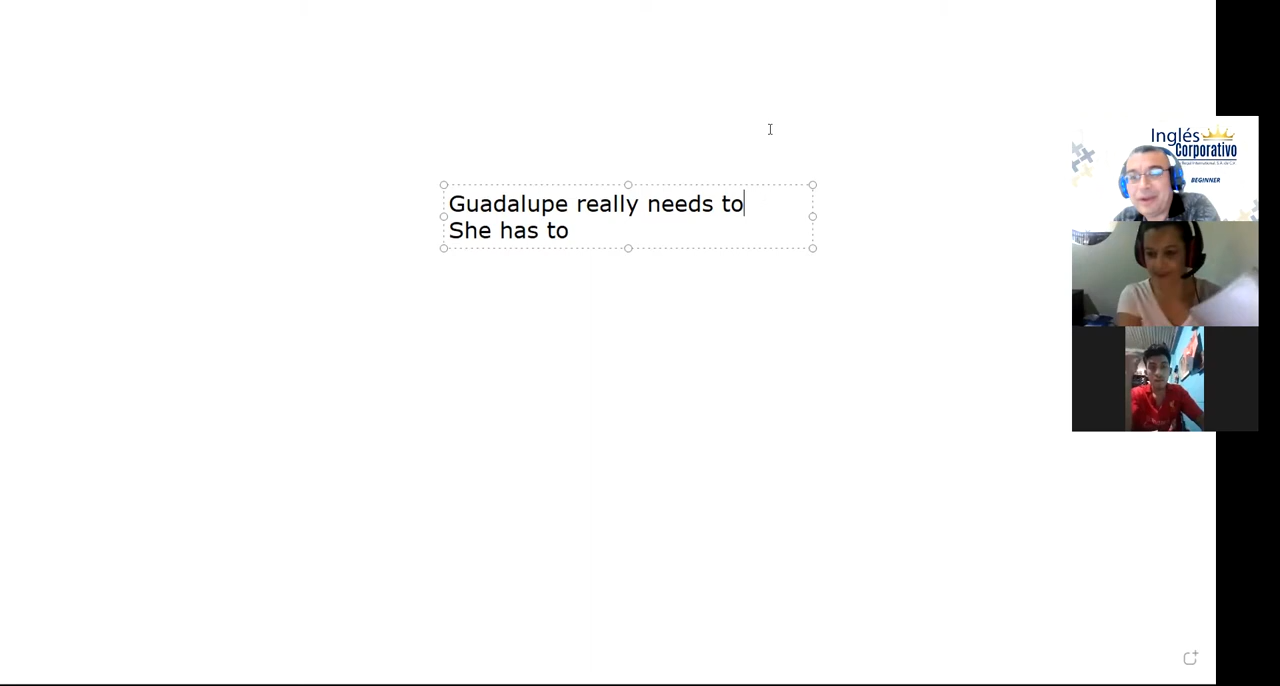 Guadalupe really needs to
She has to
Inglés
Corporativo
BEGINNER